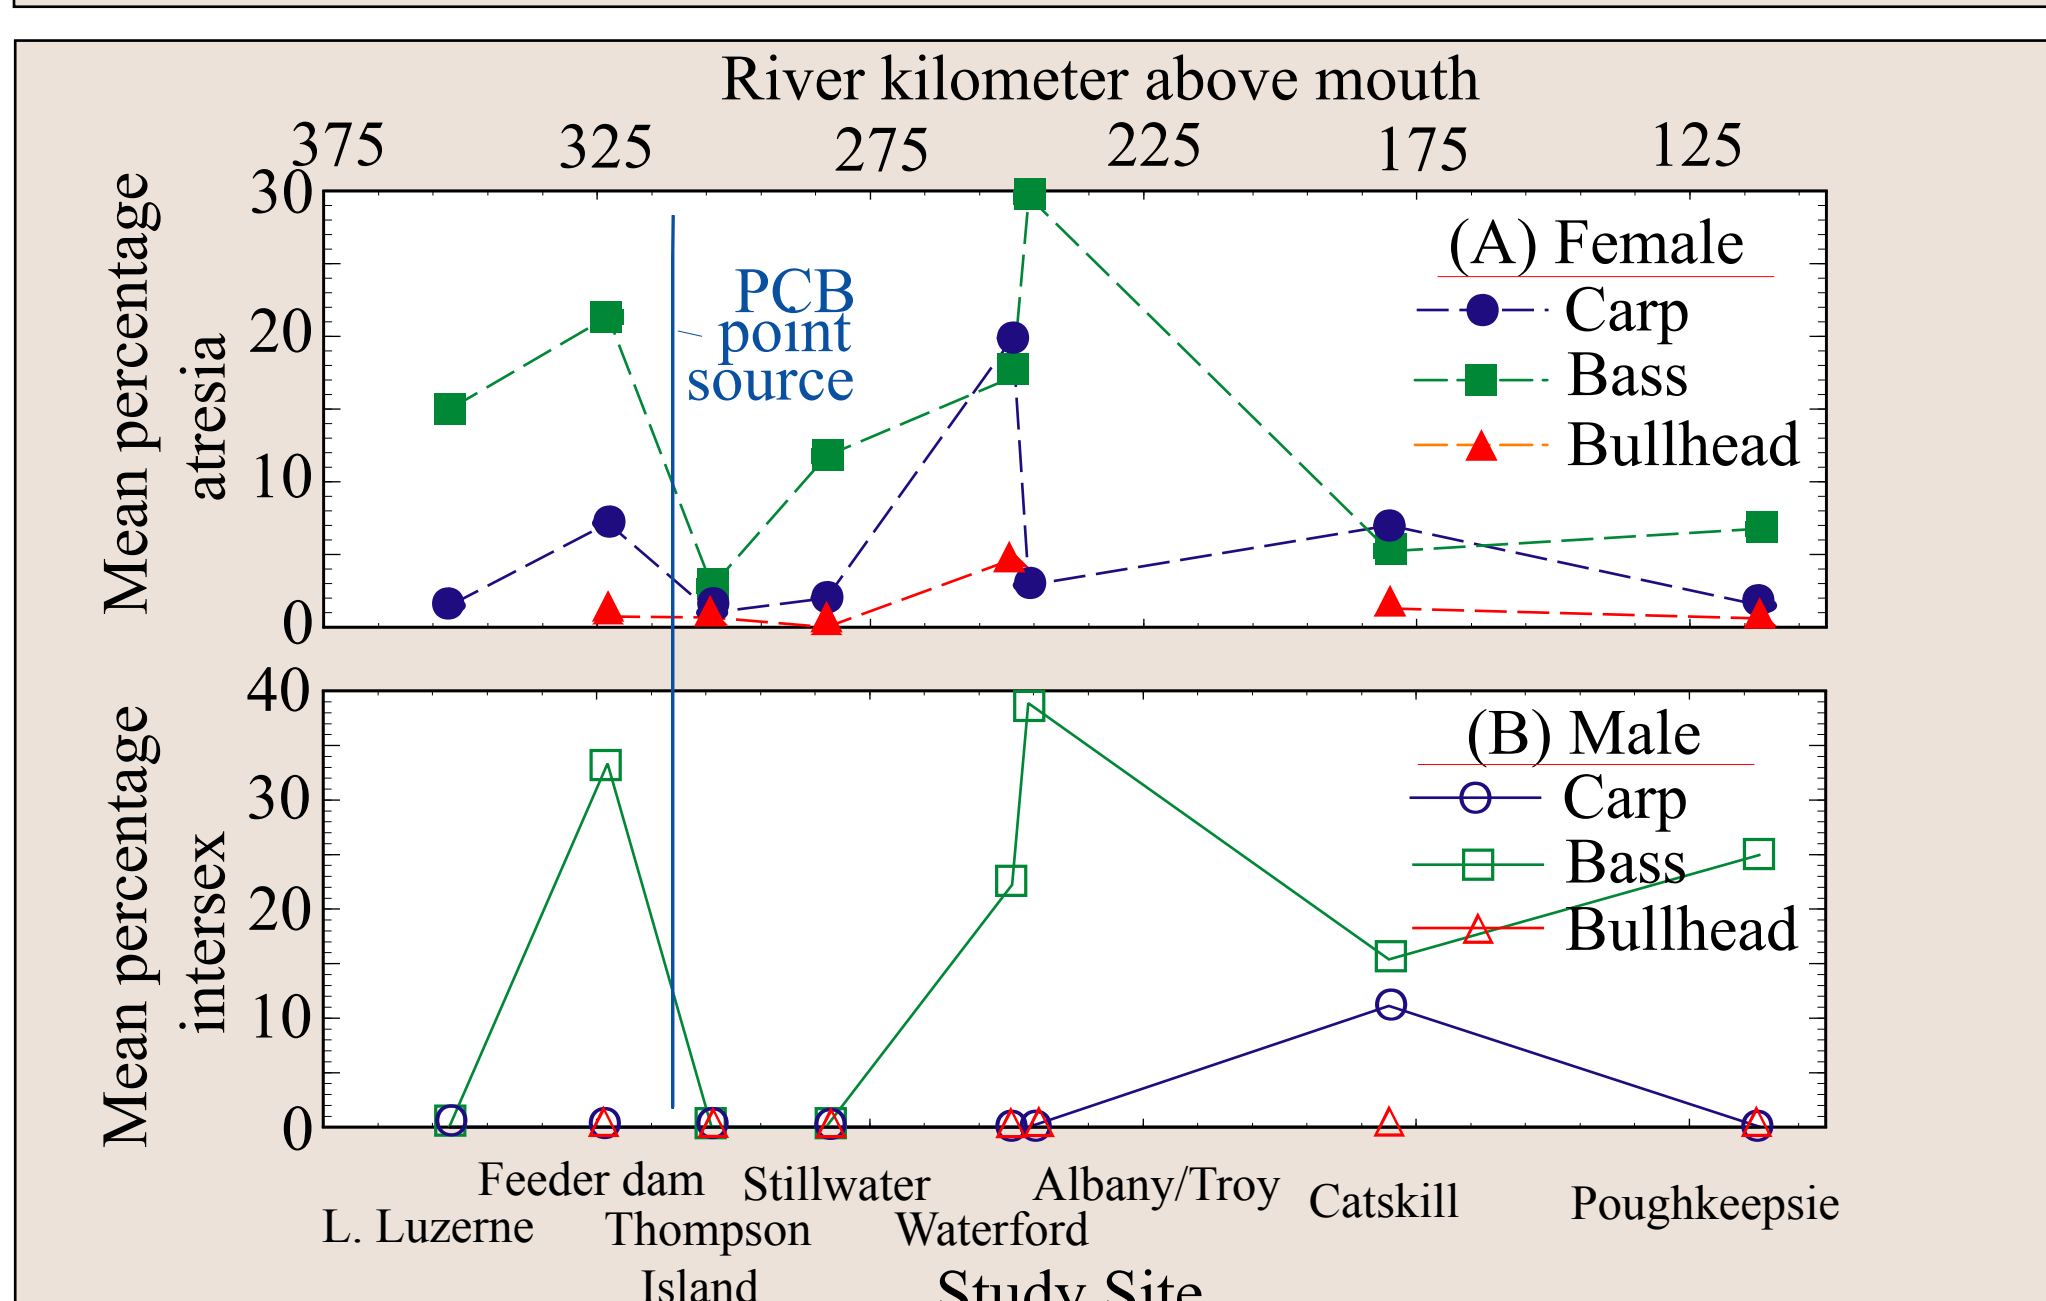 River kilometer above mouth
375 325 275 225 175 125
Mean percentage
atresia
30
20
10
0
PCB
point
source
(A) Female
Carp
Bass
Bullhead
Mean percentage
intersex
40
30
20
10
0
(B) Male
Carp
Bass
Bullhead
Feeder dam Stillwater Albany/Troy Catskill Poughkeepsie
L. Luzerne Thompson Waterford
Island
Study Site